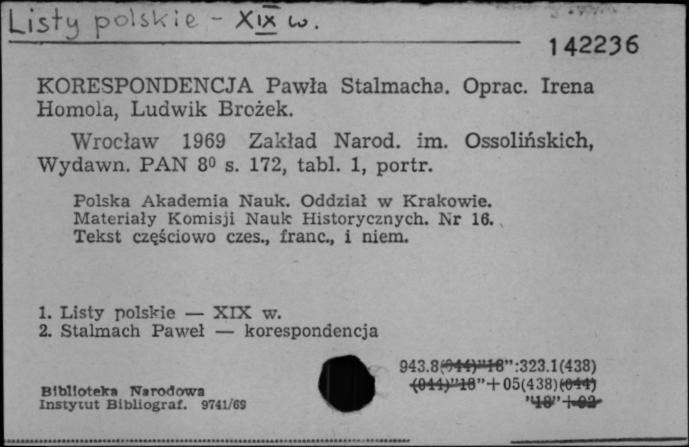 Listy polskie - XIX w.
142236
KORESPONDENCJA Pawła Stalmacha. Oprac. Irena
Homola, Ludwik Brożek.
Wrocław 1969 Zakład Narod. im. Ossolińskich,
Wydawn. PAN 8⁰ s. 172, tabl. 1, portr.
Polska Akademia Nauk. Oddział w Krakowie.
Materiały Komisji Nauk Historycznych. Nr 16.
Tekst częściowo czes., franc., i niem.
1. Listy polskie — XIX w.
2. Stalmach Paweł — korespondencja
943.8(044)"18":323.1(438)
(044)"18"+05(438)(044)
"18"+92
Biblioteka Narodowa
Instytut Bibliograf. 9741/69